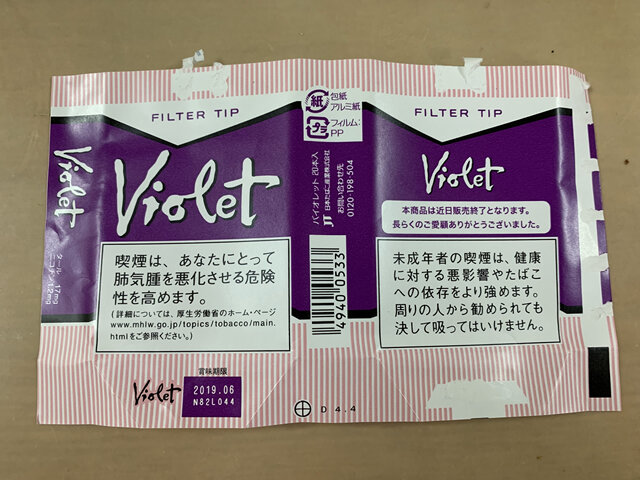 FILTER TIP
Violet
Violet
タール 17mg
ニコチン 1.2mg
喫煙は、あなたにとって
肺気腫を悪化させる危険
性を高めます。
(詳細については、厚生労働省のホーム・ページ
www.mhlw.go.jp/topics/tobacco/main.
htmlをご参照ください。)
Violet
賞味期限
2019.06
N82L044
紙
包紙
アルミ紙
プラ
フィルム:
PP
バイオレット 20本入
JT 日本たばこ産業株式会社
お問い合わせ先
0120-198-504
4940 0533
D 4.4
FILTER TIP
Violet
本商品は近日販売終了となります。
長らくのご愛顧ありがとうございました。
未成年者の喫煙は、健康
に対する悪影響やたばこ
への依存をより強めます。
周りの人から勧められても
決して吸ってはいけません。